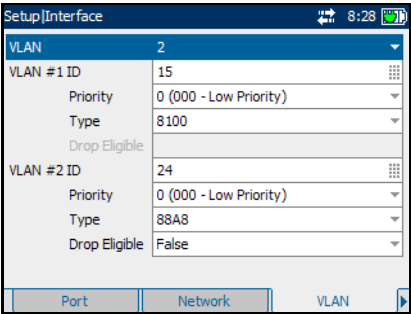 Setup|Interface 8:28
VLAN 2
VLAN #1 ID 15
Priority 0 (000 - Low Priority)
Type 8100
Drop Eligible
VLAN #2 ID 24
Priority 0 (000 - Low Priority)
Type 88A8
Drop Eligible False
Port Network VLAN